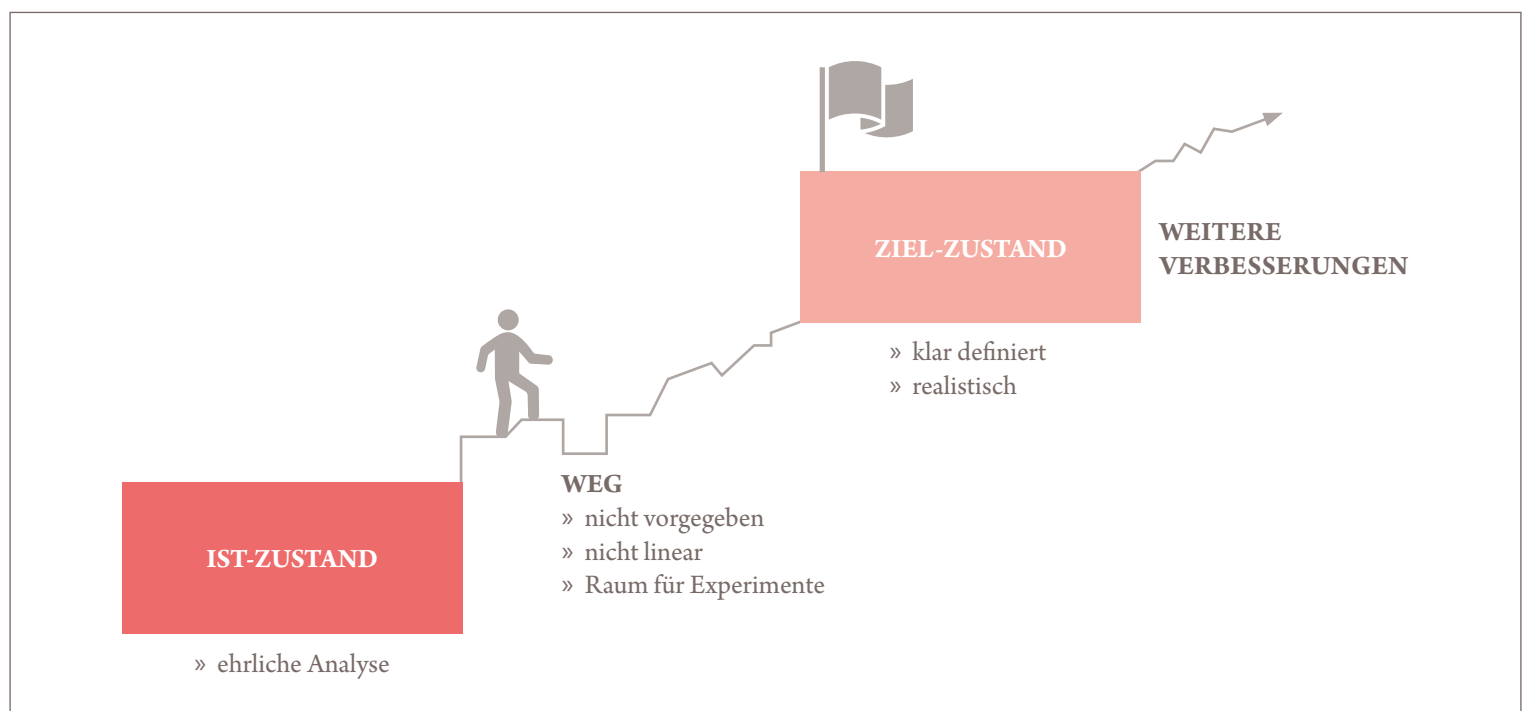 IST-ZUSTAND
» ehrliche Analyse
WEG
» nicht vorgegeben
» nicht linear
» Raum für Experimente
ZIEL-ZUSTAND
» klar definiert
» realistisch
WEITERE
VERBESSERUNGEN